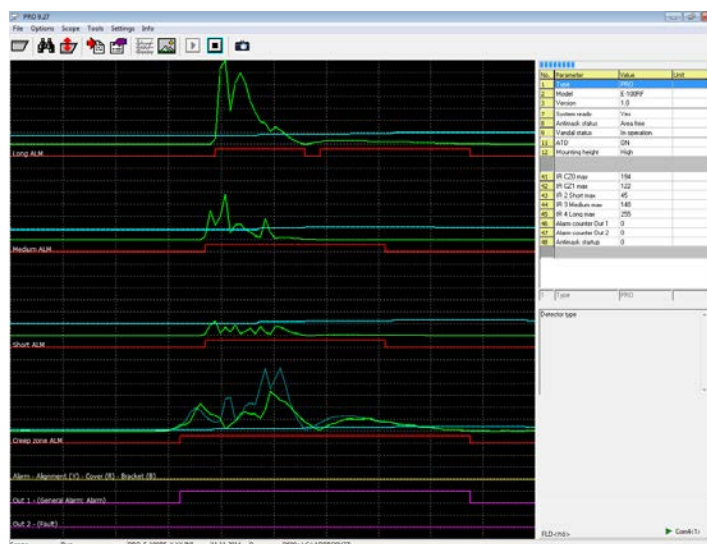 PRO 9.27
File Options Scope Tools Settings Info
No. Parameter Value Unit
1 Type PRO
2 Model E-100RF
3 Version 1.0
7 System ready Yes
8 Antimask status Area free
9 Vandal status In operation
11 ATD ON
12 Mounting height High
41 IR CZ0 max 194
42 IR CZ1 max 122
43 IR 2 Short max 45
44 IR 3 Medium max 148
45 IR 4 Long max 255
46 Alarm counter Out 1 0
47 Alarm counter Out 2 0
48 Antimask startup 0
1 Type PRO
Detector type
Long ALM
Medium ALM
Short ALM
Creep zone ALM
Alarm - Alignment (Y) - Cover (R) - Bracket (B)
Out 1 - (General Alarm; Alarm)
Out 2 - (Fault)
Com4<1>